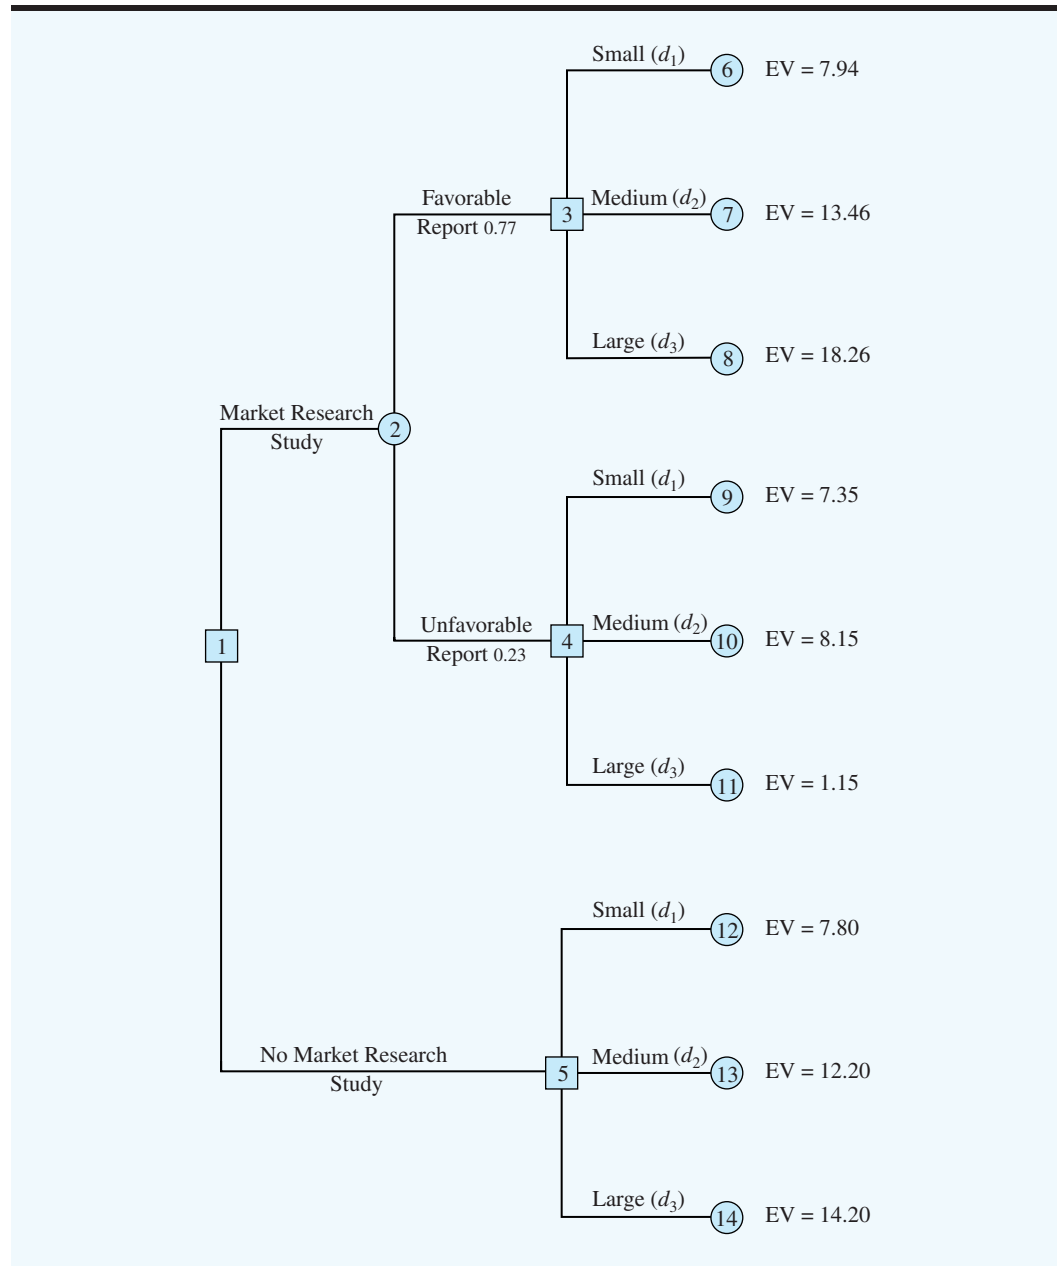 Small (d1)
6
EV = 7.94
Favorable
Report 0.77
3
Medium (d2)
7
EV = 13.46
Large (d3)
8
EV = 18.26
Market Research
Study
2
Small (d1)
9
EV = 7.35
Unfavorable
Report 0.23
4
Medium (d2)
10
EV = 8.15
1
Large (d3)
11
EV = 1.15
Small (d1)
12
EV = 7.80
No Market Research
Study
5
Medium (d2)
13
EV = 12.20
Large (d3)
14
EV = 14.20